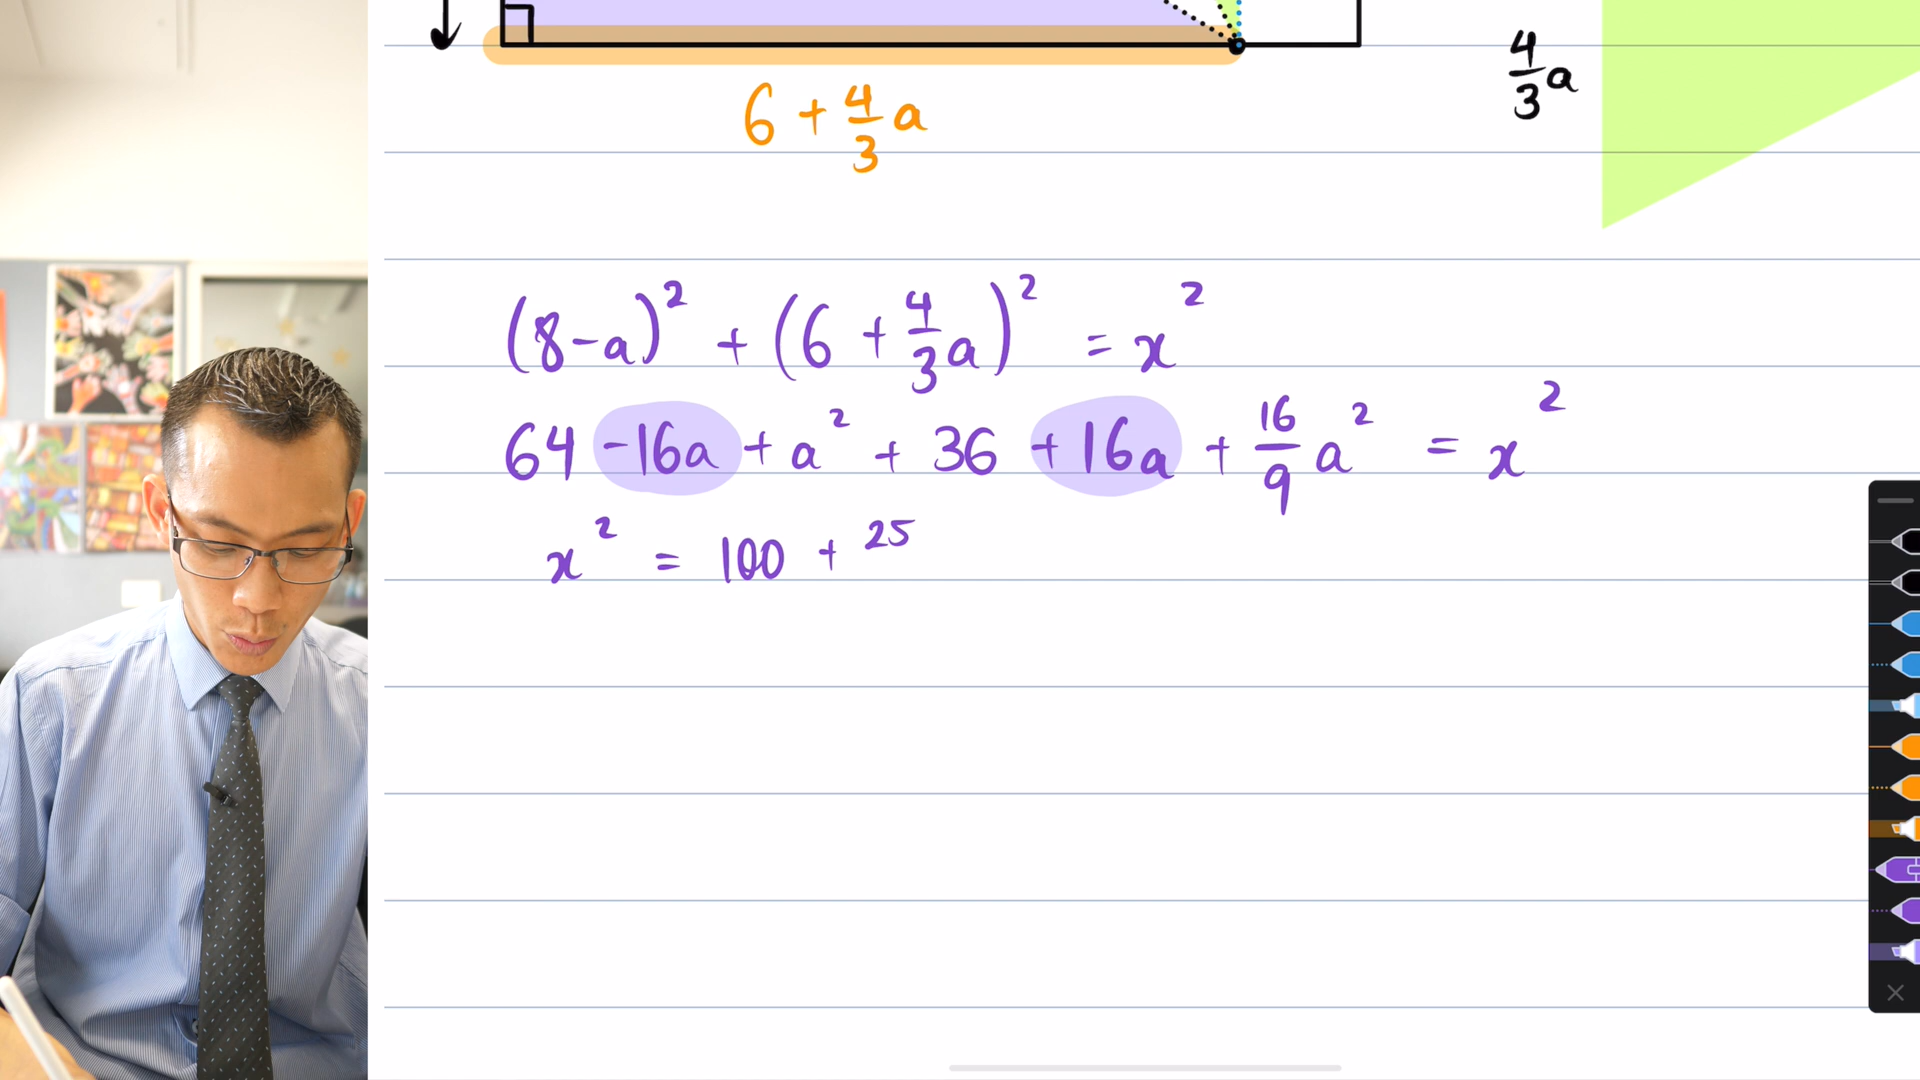 6 + 4/3 a
4/3 a
(8-a)² + (6 + 4/3 a)² = x²
64 -16a + a² + 36 +16a + 16/9 a² = x²
x² = 100 + 25